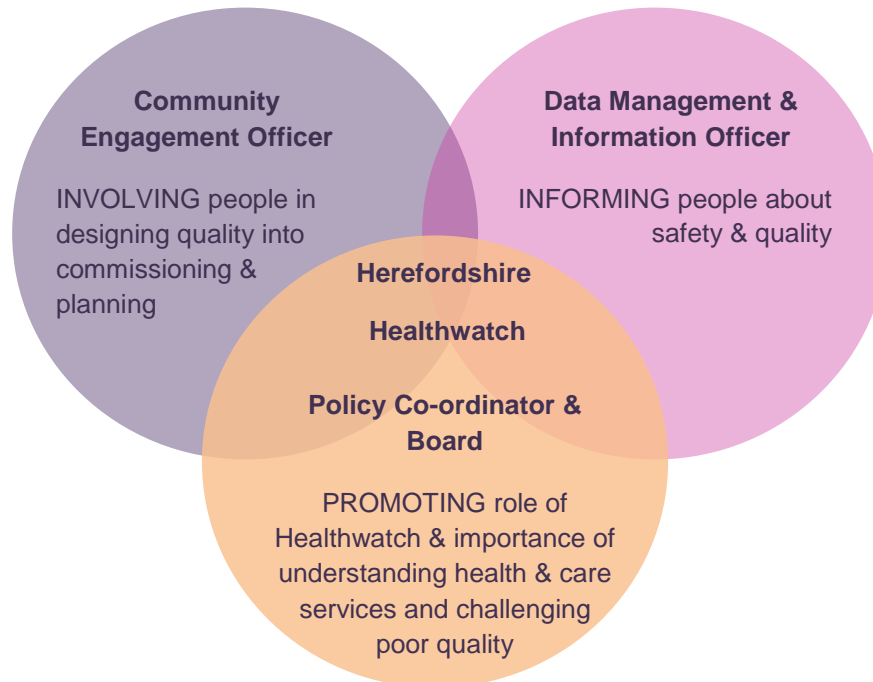 Community
Engagement Officer
INVOLVING people in
designing quality into
commissioning &
planning
Data Management &
Information Officer
INFORMING people about
safety & quality
Herefordshire
Healthwatch
Policy Co-ordinator &
Board
PROMOTING role of
Healthwatch & importance of
understanding health & care
services and challenging
poor quality